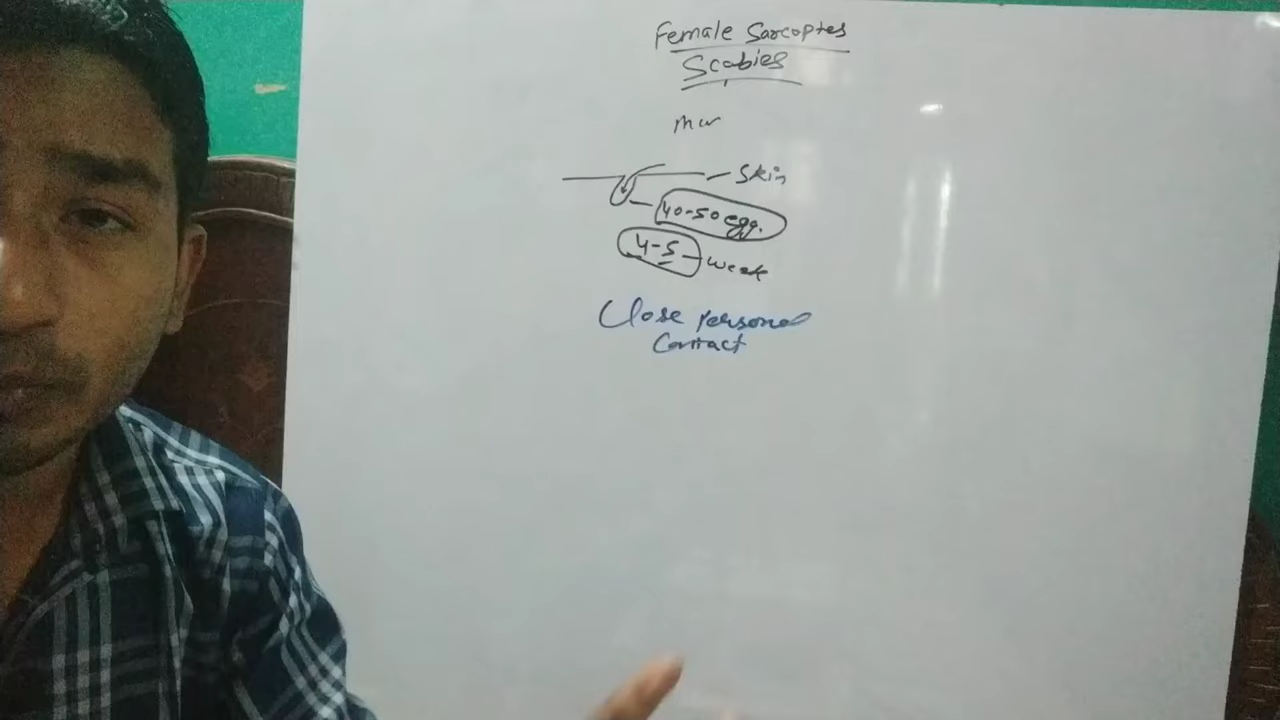 Female Sarcoptes
Scabies
Skin
40-50 egg.
4-5 week
Close Personal
Contact